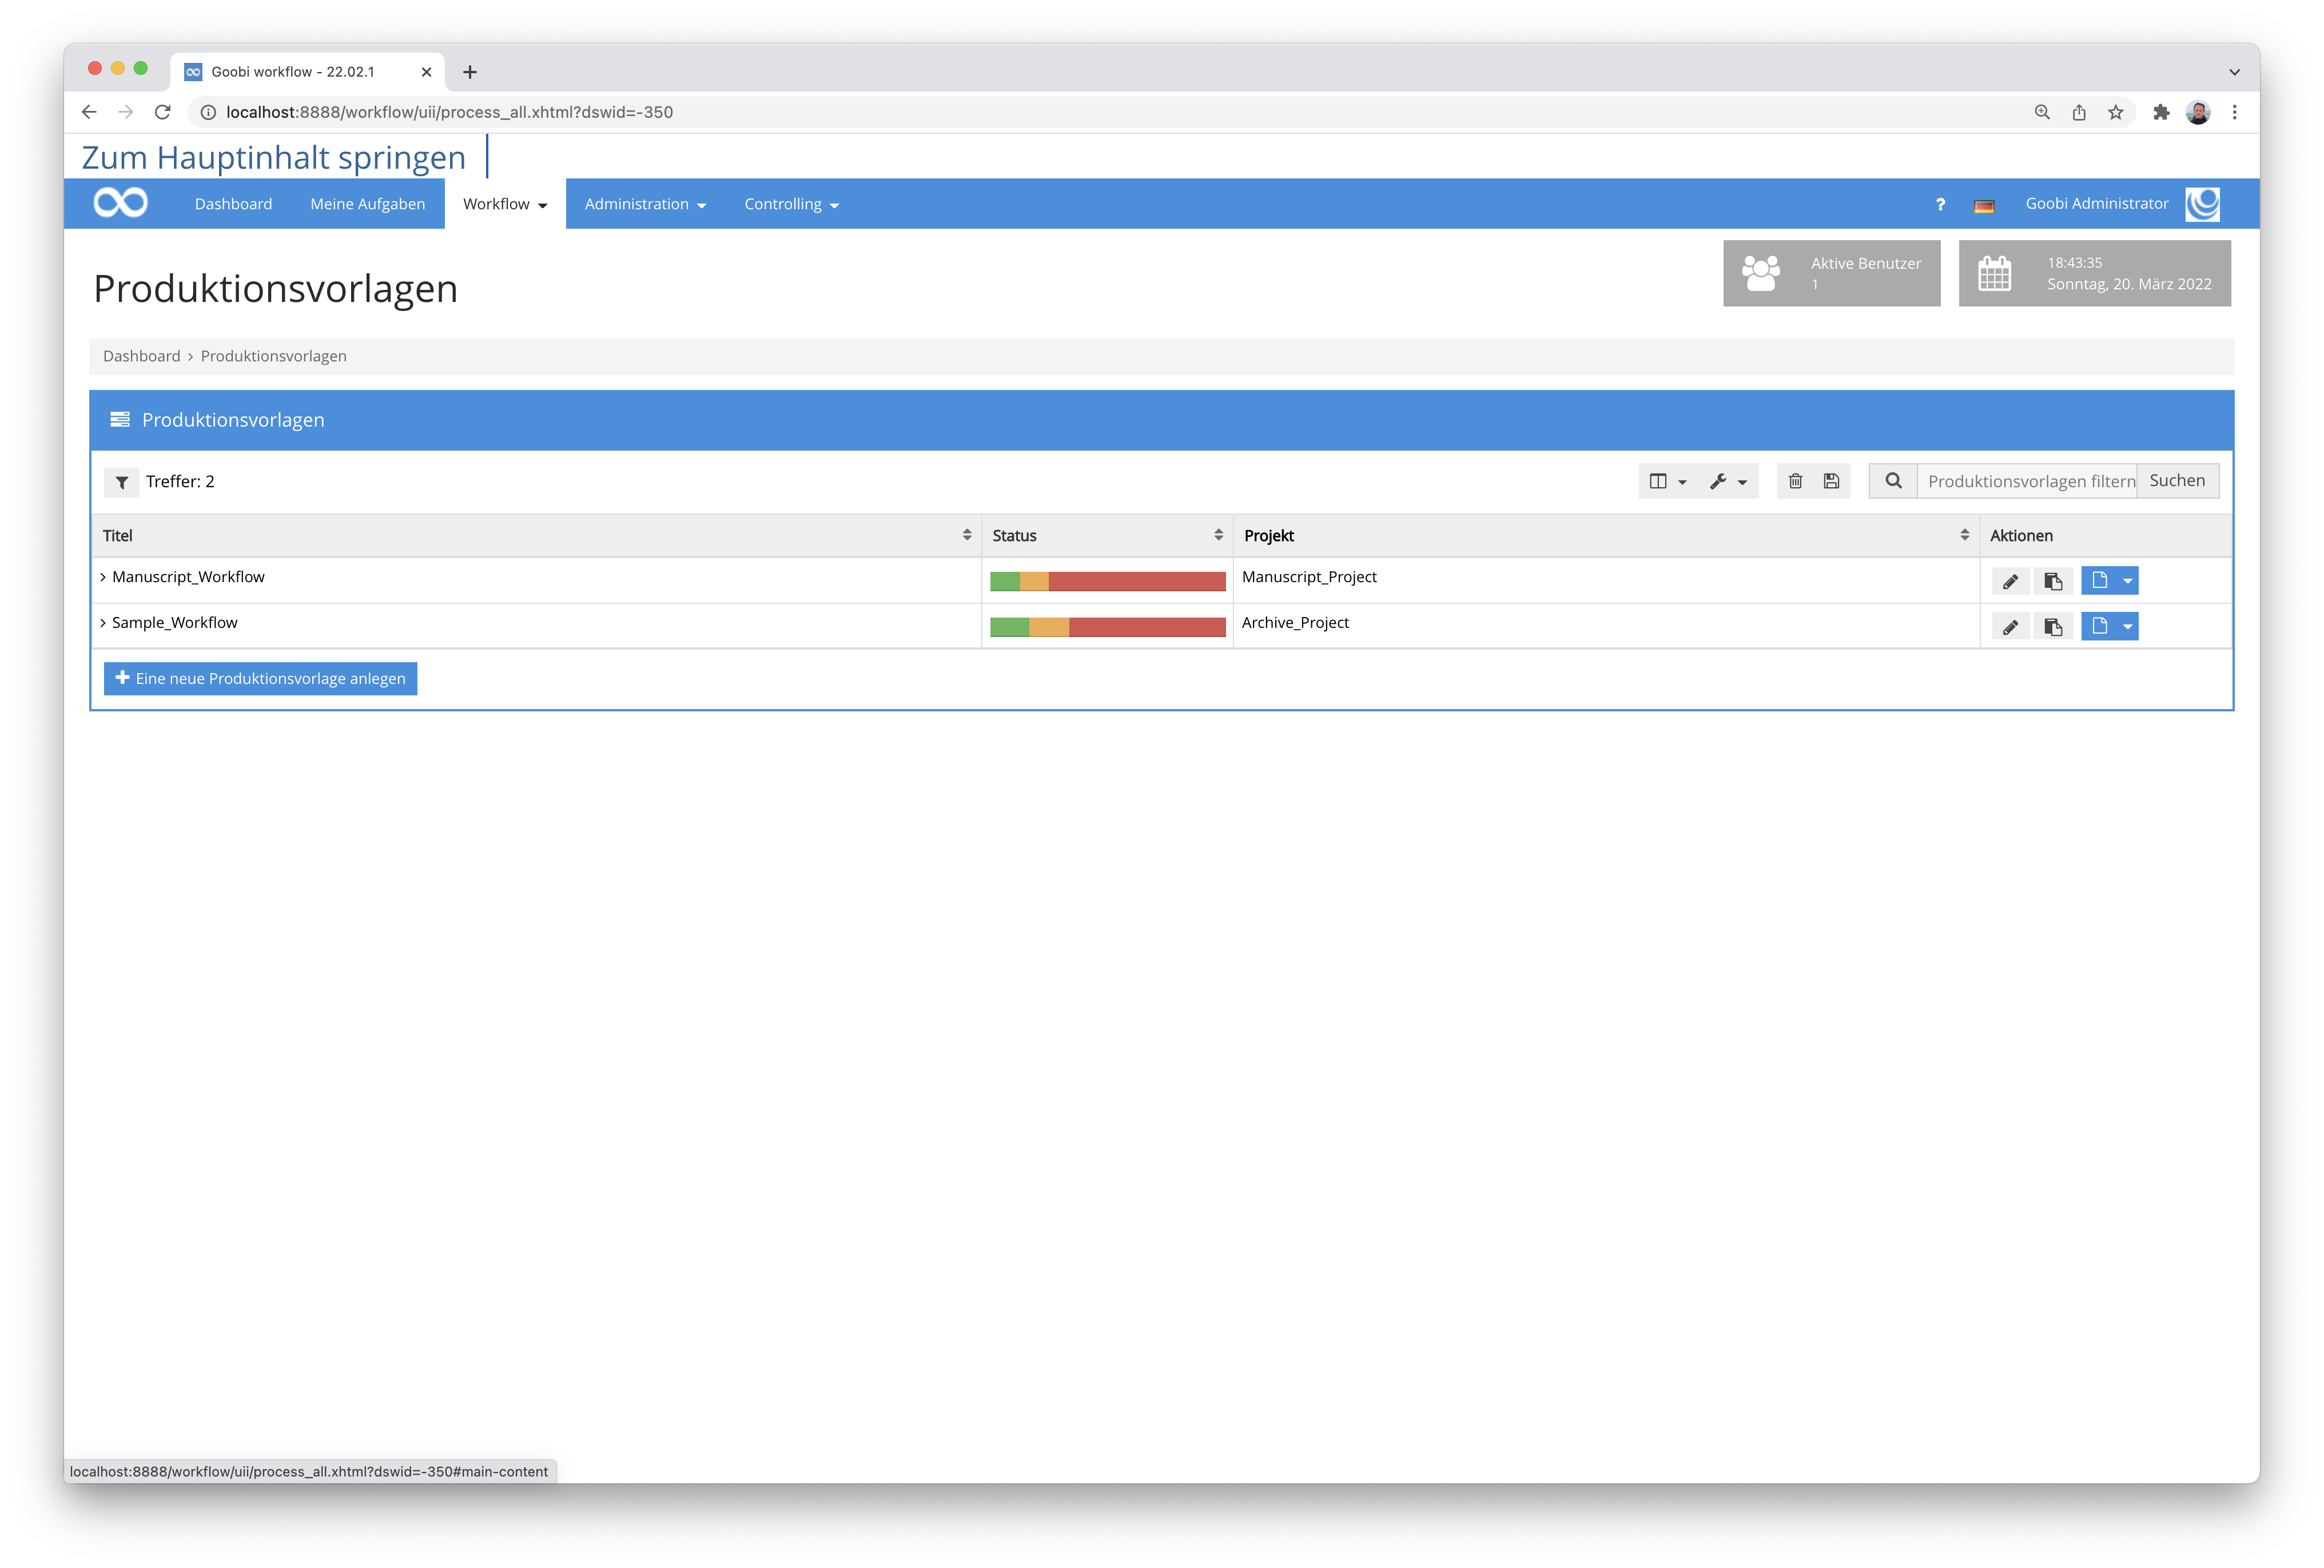 Goobi workflow - 22.02.1
localhost:8888/workflow/uii/process_all.xhtml?dswid=-350
Zum Hauptinhalt springen
Dashboard Meine Aufgaben Workflow Administration Controlling ? Goobi Administrator
Produktionsvorlagen
Aktive Benutzer
1
18:43:35
Sonntag, 20. März 2022
Dashboard > Produktionsvorlagen
Produktionsvorlagen
Treffer: 2 Produktionsvorlagen filtern Suchen
Titel Status Projekt Aktionen
Manuscript_Workflow Manuscript_Project
Sample_Workflow Archive_Project
Eine neue Produktionsvorlage anlegen
localhost:8888/workflow/uii/process_all.xhtml?dswid=-350#main-content